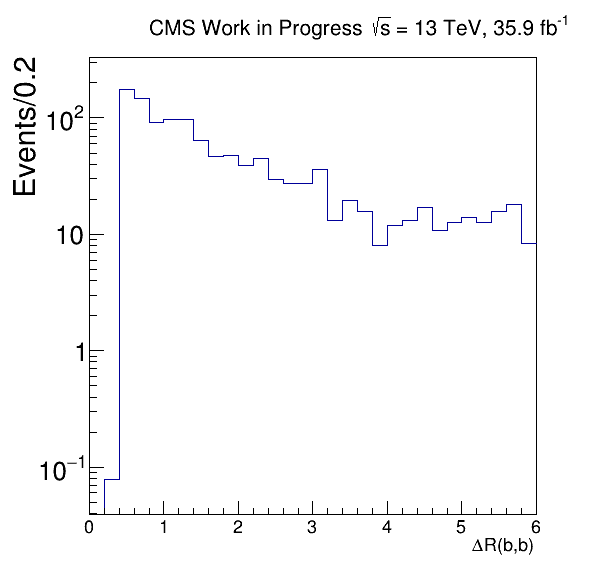 CMS Work in Progress √s = 13 TeV, 35.9 fb⁻¹
Events/0.2
10²
10
1
10⁻¹
0 1 2 3 4 5 6
ΔR(b,b)